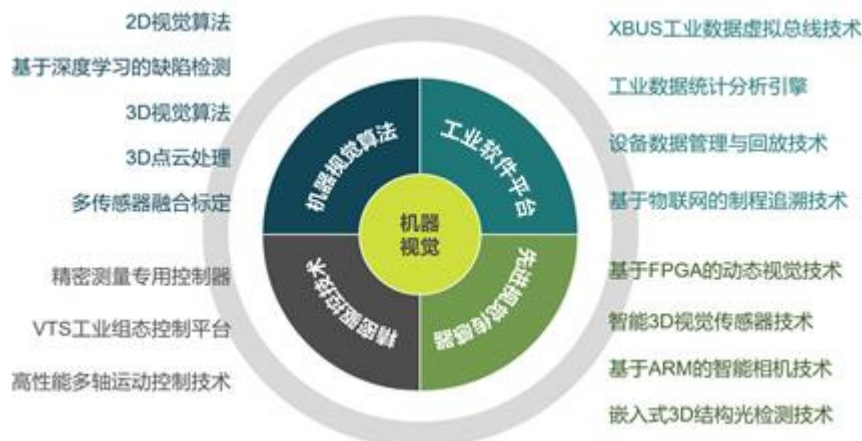 2D视觉算法
基于深度学习的缺陷检测
3D视觉算法
3D点云处理
多传感器融合标定
精密测量专用控制器
VTS工业组态控制平台
高性能多轴运动控制技术
机器视觉算法
工业软件平台
机器
视觉
精密驱控技术
先进视觉传感器
XBUS工业数据虚拟总线技术
工业数据统计分析引擎
设备数据管理与回放技术
基于物联网的制程追溯技术
基于FPGA的动态视觉技术
智能3D视觉传感器技术
基于ARM的智能相机技术
嵌入式3D结构光检测技术